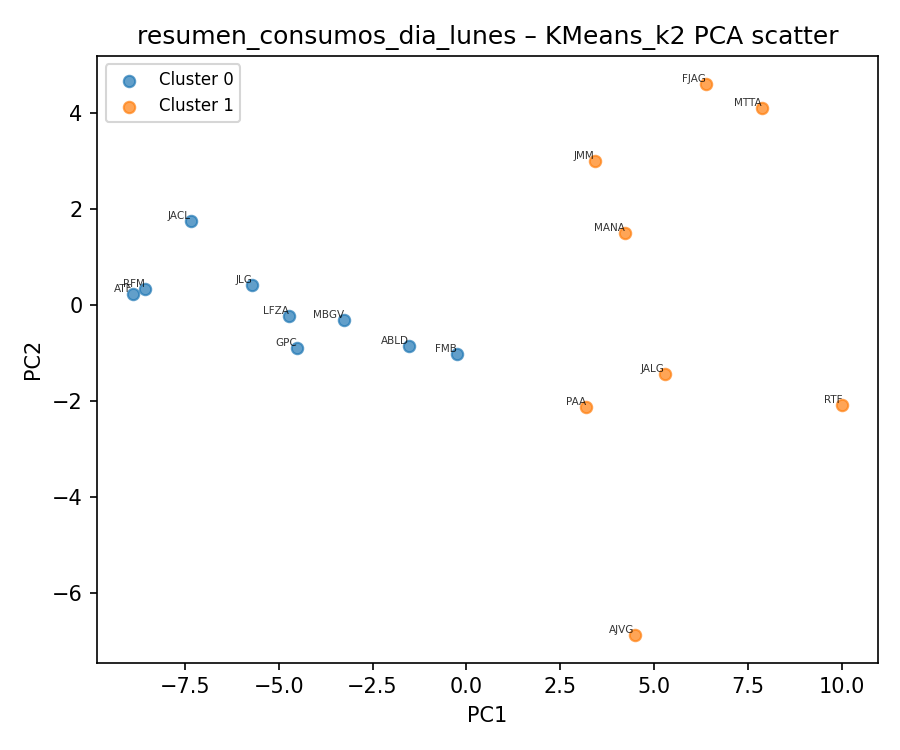 resumen_consumos_dia_lunes – KMeans_k2 PCA scatter
Cluster 0
Cluster 1
FJAG
MTTA
4
JMM
2
JACL
MANA
RFM
ATF
JLG
0
LFZA
MBGV
GPC
ABLD
FMB
JALG
−2
PAA
RTF
−4
−6
AJVG
PC2
−7.5 −5.0 −2.5 0.0 2.5 5.0 7.5 10.0
PC1